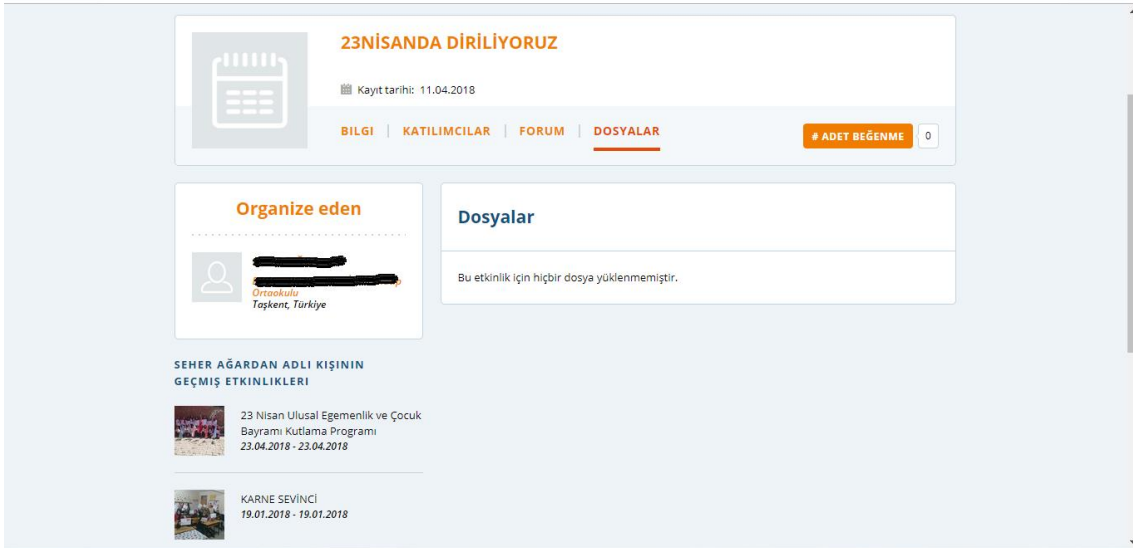 23NİSANDA DİRİLİYORUZ
Kayıt tarihi: 11.04.2018
BILGI | KATILIMCILAR | FORUM | DOSYALAR
# ADET BEĞENME 0
Organize eden
Ortaokulu
Taşkent, Türkiye
Dosyalar
Bu etkinlik için hiçbir dosya yüklenmemiştir.
SEHER AĞARDAN ADLI KIŞININ
GEÇMIŞ ETKINLIKLERI
23 Nisan Ulusal Egemenlik ve Çocuk
Bayramı Kutlama Programı
23.04.2018 - 23.04.2018
KARNE SEVİNCİ
19.01.2018 - 19.01.2018